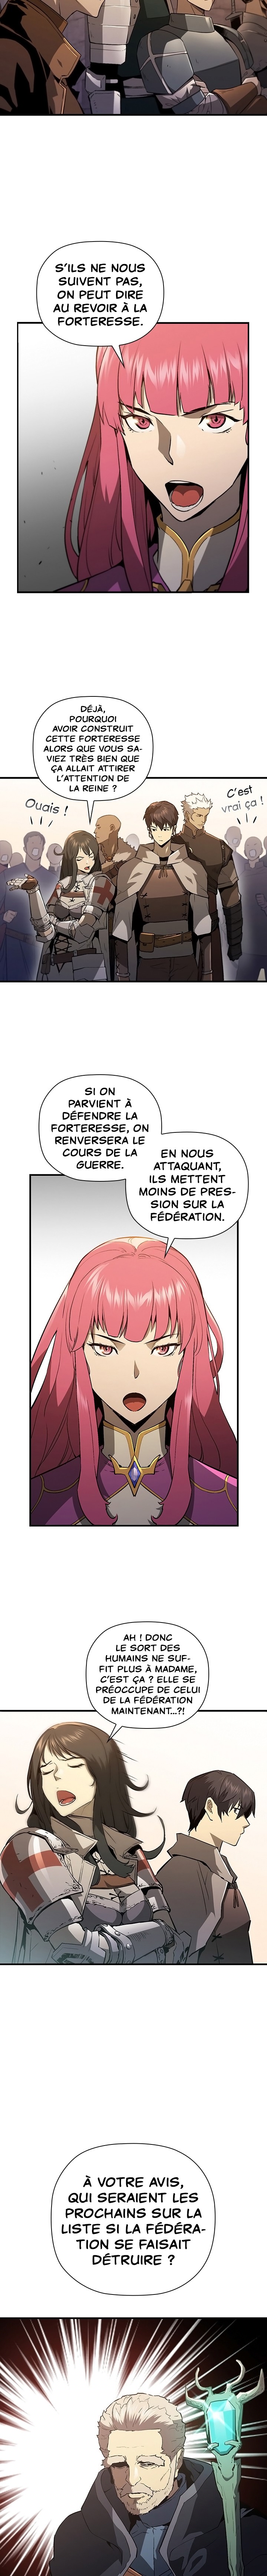 S'ILS NE NOUS
SUIVENT PAS,
ON PEUT DIRE
AU REVOIR À LA
FORTERESSE.
DÉJÀ,
POURQUOI
AVOIR CONSTRUIT
CETTE FORTERESSE
ALORS QUE VOUS SA-
VIEZ TRÈS BIEN QUE
ÇA ALLAIT ATTIRER
L'ATTENTION DE
LA REINE ?
Ouais !
C'est
vrai ça !
SI ON
PARVIENT À
DÉFENDRE LA
FORTERESSE, ON
RENVERSERA LE
COURS DE LA
GUERRE.
EN NOUS
ATTAQUANT,
ILS METTENT
MOINS DE PRES-
SION SUR LA
FÉDÉRATION.
AH ! DONC
LE SORT DES
HUMAINS NE SUF-
FIT PLUS À MADAME,
C'EST ÇA ? ELLE SE
PRÉOCCUPE DE CELUI
DE LA FÉDÉRATION
MAINTENANT...?!
À VOTRE AVIS,
QUI SERAIENT LES
PROCHAINS SUR LA
LISTE SI LA FÉDÉRA-
TION SE FAISAIT
DÉTRUIRE ?